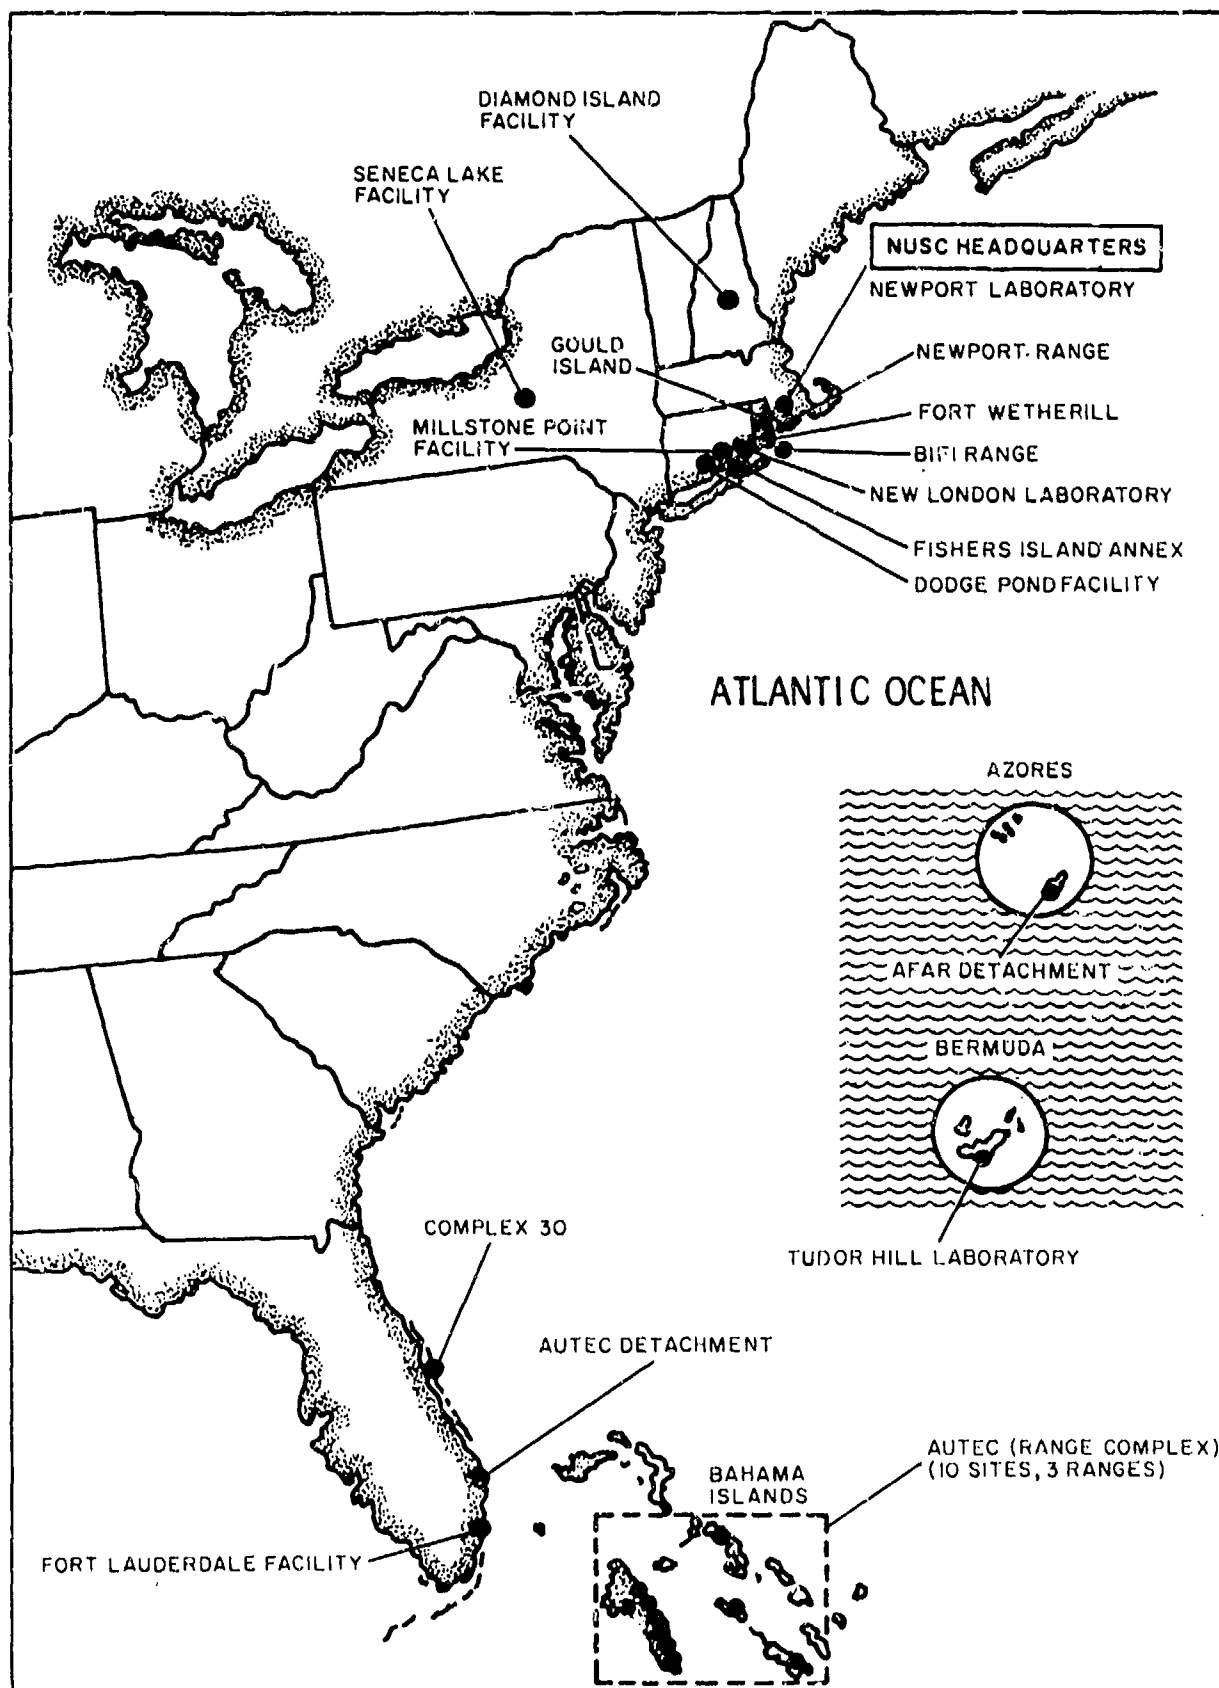 DIAMOND ISLAND
FACILITY
SENECA LAKE
FACILITY
NUSC HEADQUARTERS
NEWPORT LABORATORY
GOULD
ISLAND
NEWPORT RANGE
FORT WETHERILL
MILLSTONE POINT
FACILITY
BIFI RANGE
NEW LONDON LABORATORY
FISHERS ISLAND ANNEX
DODGE POND FACILITY
ATLANTIC OCEAN
AZORES
AFAR DETACHMENT
BERMUDA
TUDOR HILL LABORATORY
COMPLEX 30
AUTEC DETACHMENT
AUTEC (RANGE COMPLEX)
(10 SITES, 3 RANGES)
BAHAMA
ISLANDS
FORT LAUDERDALE FACILITY